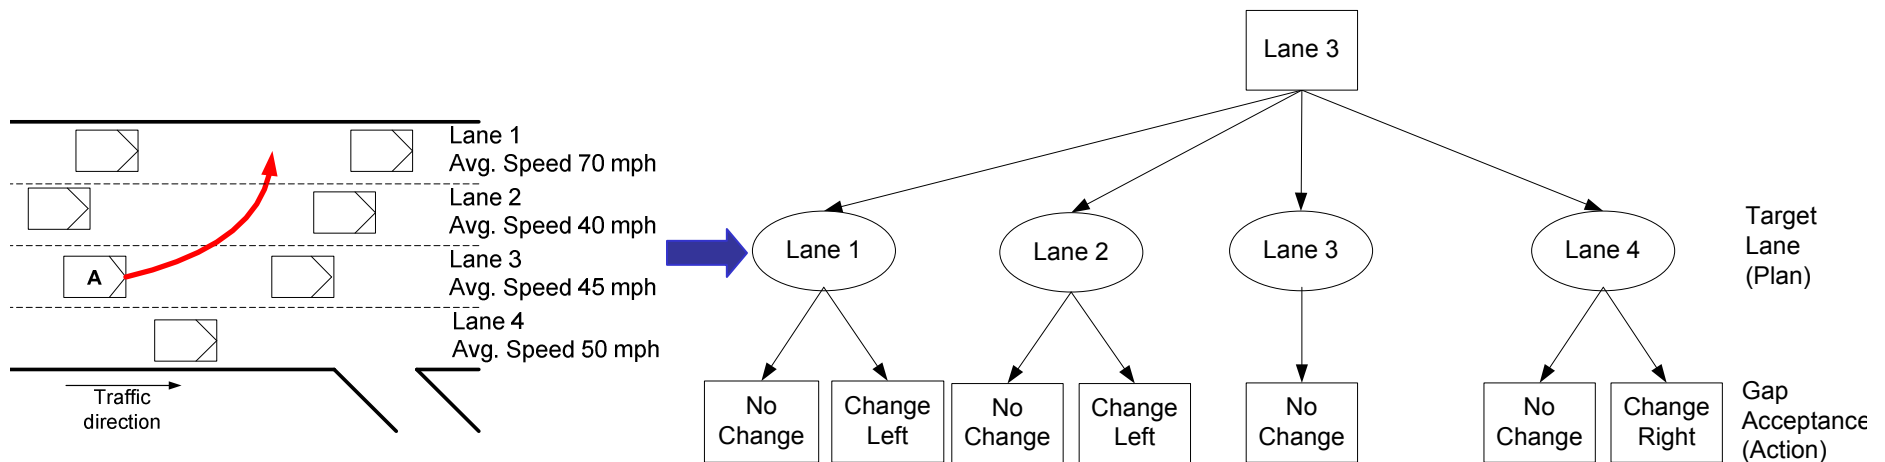 Lane 1
Avg. Speed 70 mph
Lane 2
Avg. Speed 40 mph
A
Lane 3
Avg. Speed 45 mph
Lane 4
Avg. Speed 50 mph
Traffic
direction
Lane 3
Lane 1
Lane 2
Lane 3
Lane 4
Target
Lane
(Plan)
No
Change
Change
Left
No
Change
Change
Left
No
Change
No
Change
Change
Right
Gap
Acceptance
(Action)